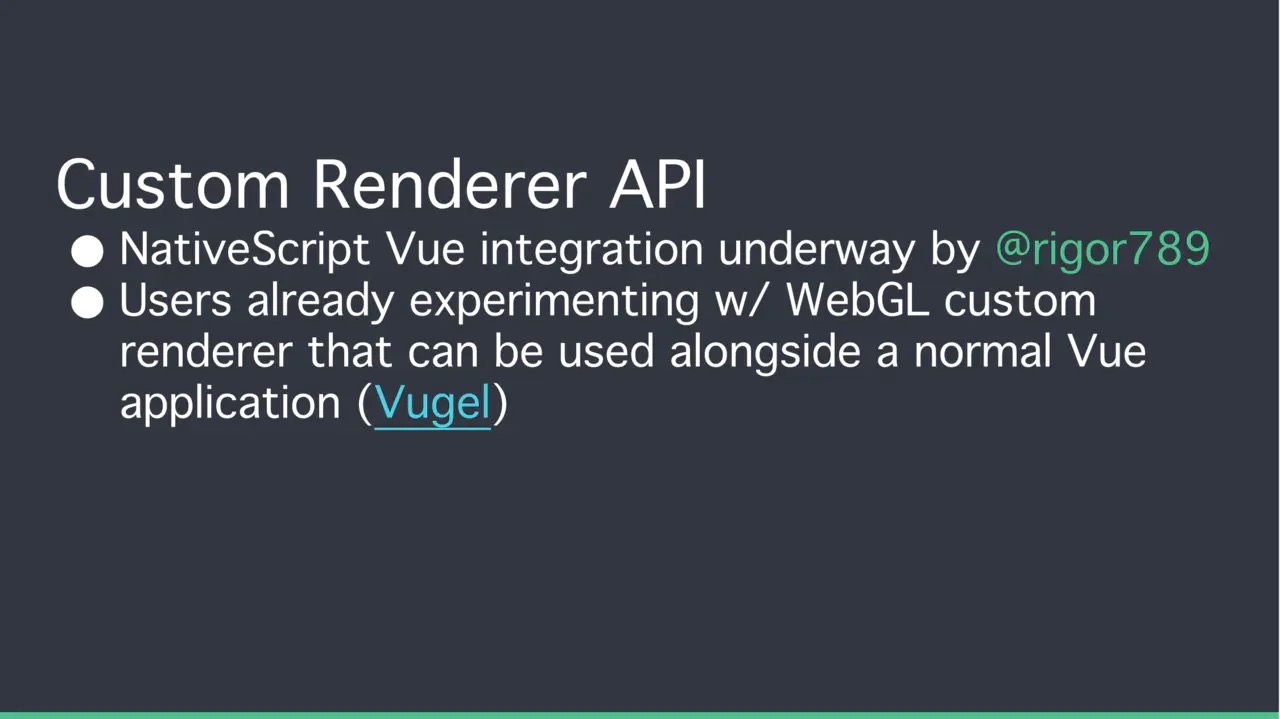 Custom Renderer API
● NativeScript Vue integration underway by @rigor789
● Users already experimenting w/ WebGL custom
renderer that can be used alongside a normal Vue
application (Vugel)